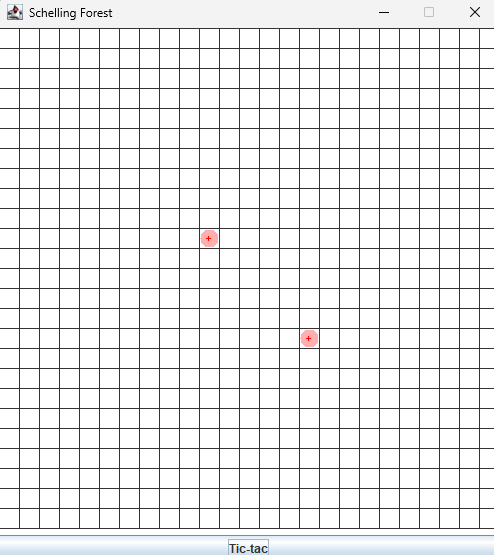 Schelling Forest
+
+
Tic-tac